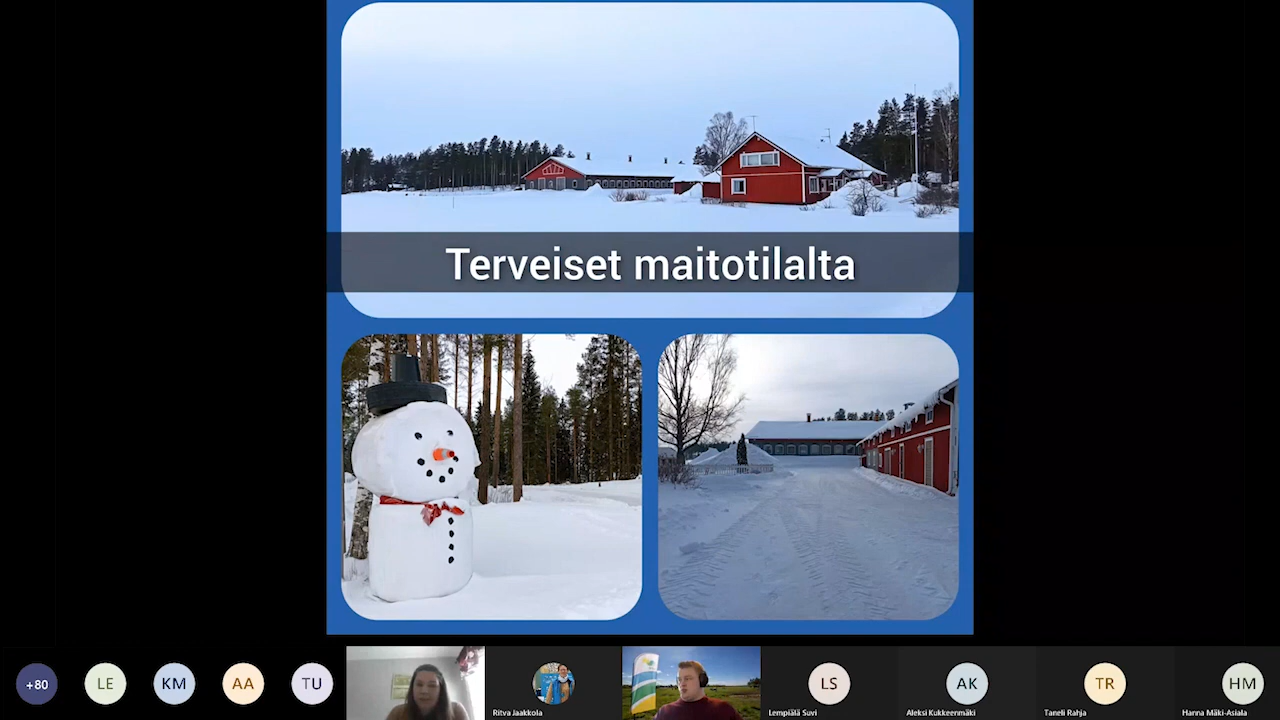 Terveiset maitotilalta
+80
LE
KM
AA
TU
Ritva Jaakkola
LS
Lempiälä Suvi
AK
Aleksi Kukkeenmäki
TR
Taneli Rahja
HM
Hanna Mäki-Asiala